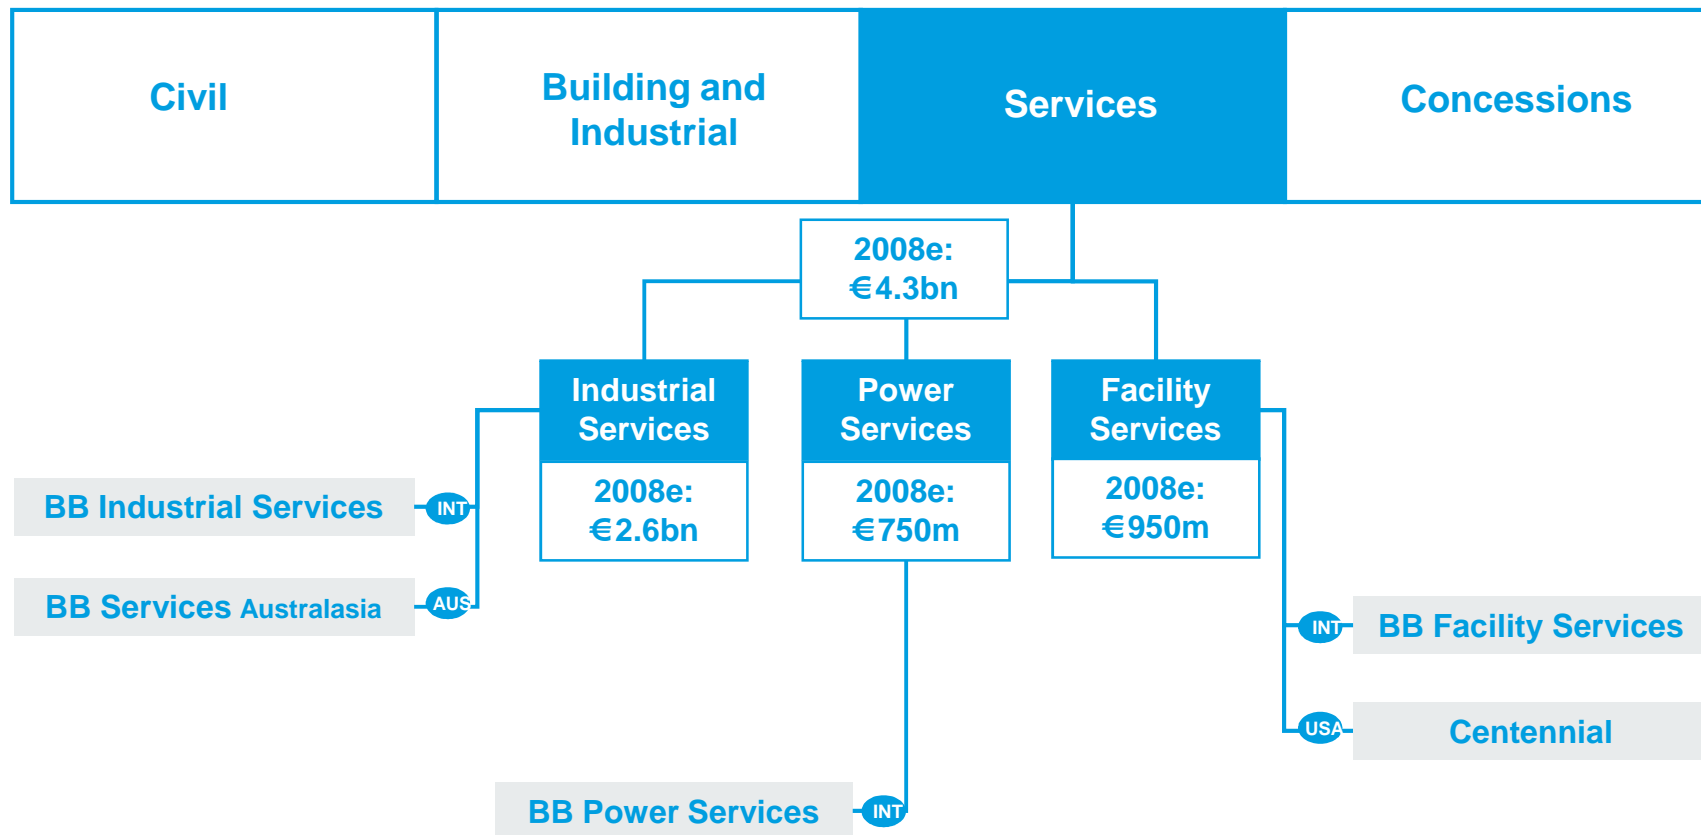 Civil
Building and
Industrial
Services
Concessions
2008e:
€4.3bn
Industrial
Services
2008e:
€2.6bn
Power
Services
2008e:
€750m
Facility
Services
2008e:
€950m
BB Industrial Services
INT
BB Services Australasia
AUS
INT
BB Facility Services
USA
Centennial
BB Power Services
INT